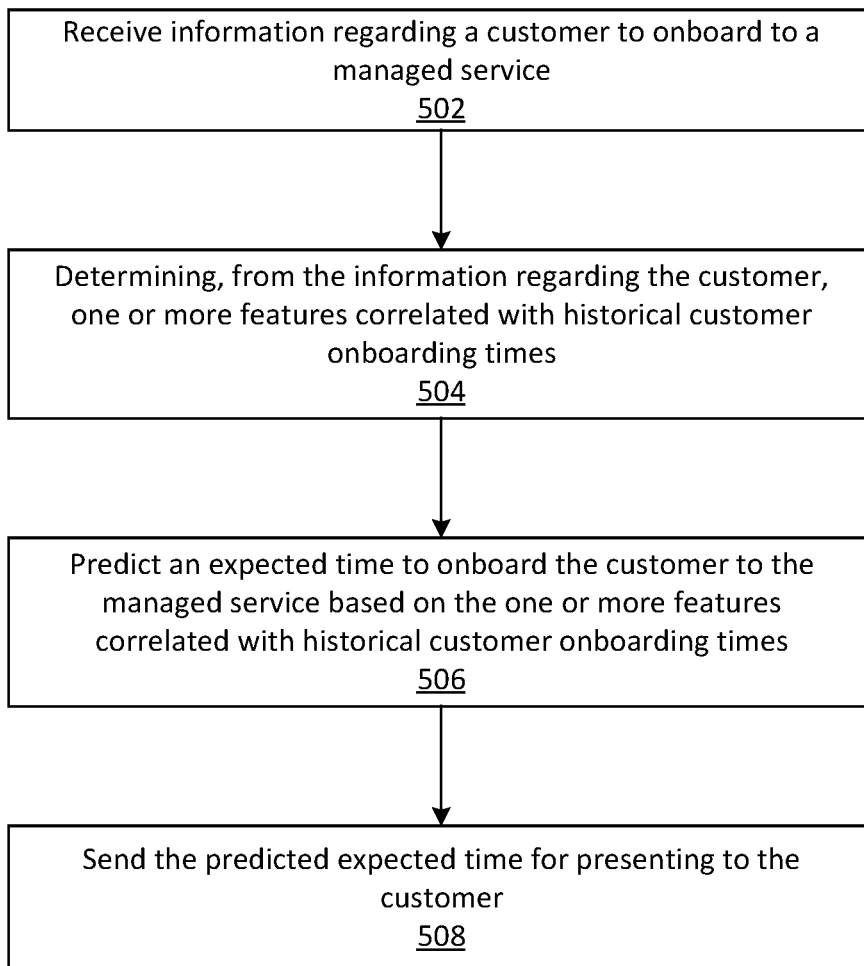 Receive information regarding a customer to onboard to a
managed service
502
Determining, from the information regarding the customer,
one or more features correlated with historical customer
onboarding times
504
Predict an expected time to onboard the customer to the
managed service based on the one or more features
correlated with historical customer onboarding times
506
Send the predicted expected time for presenting to the
customer
508